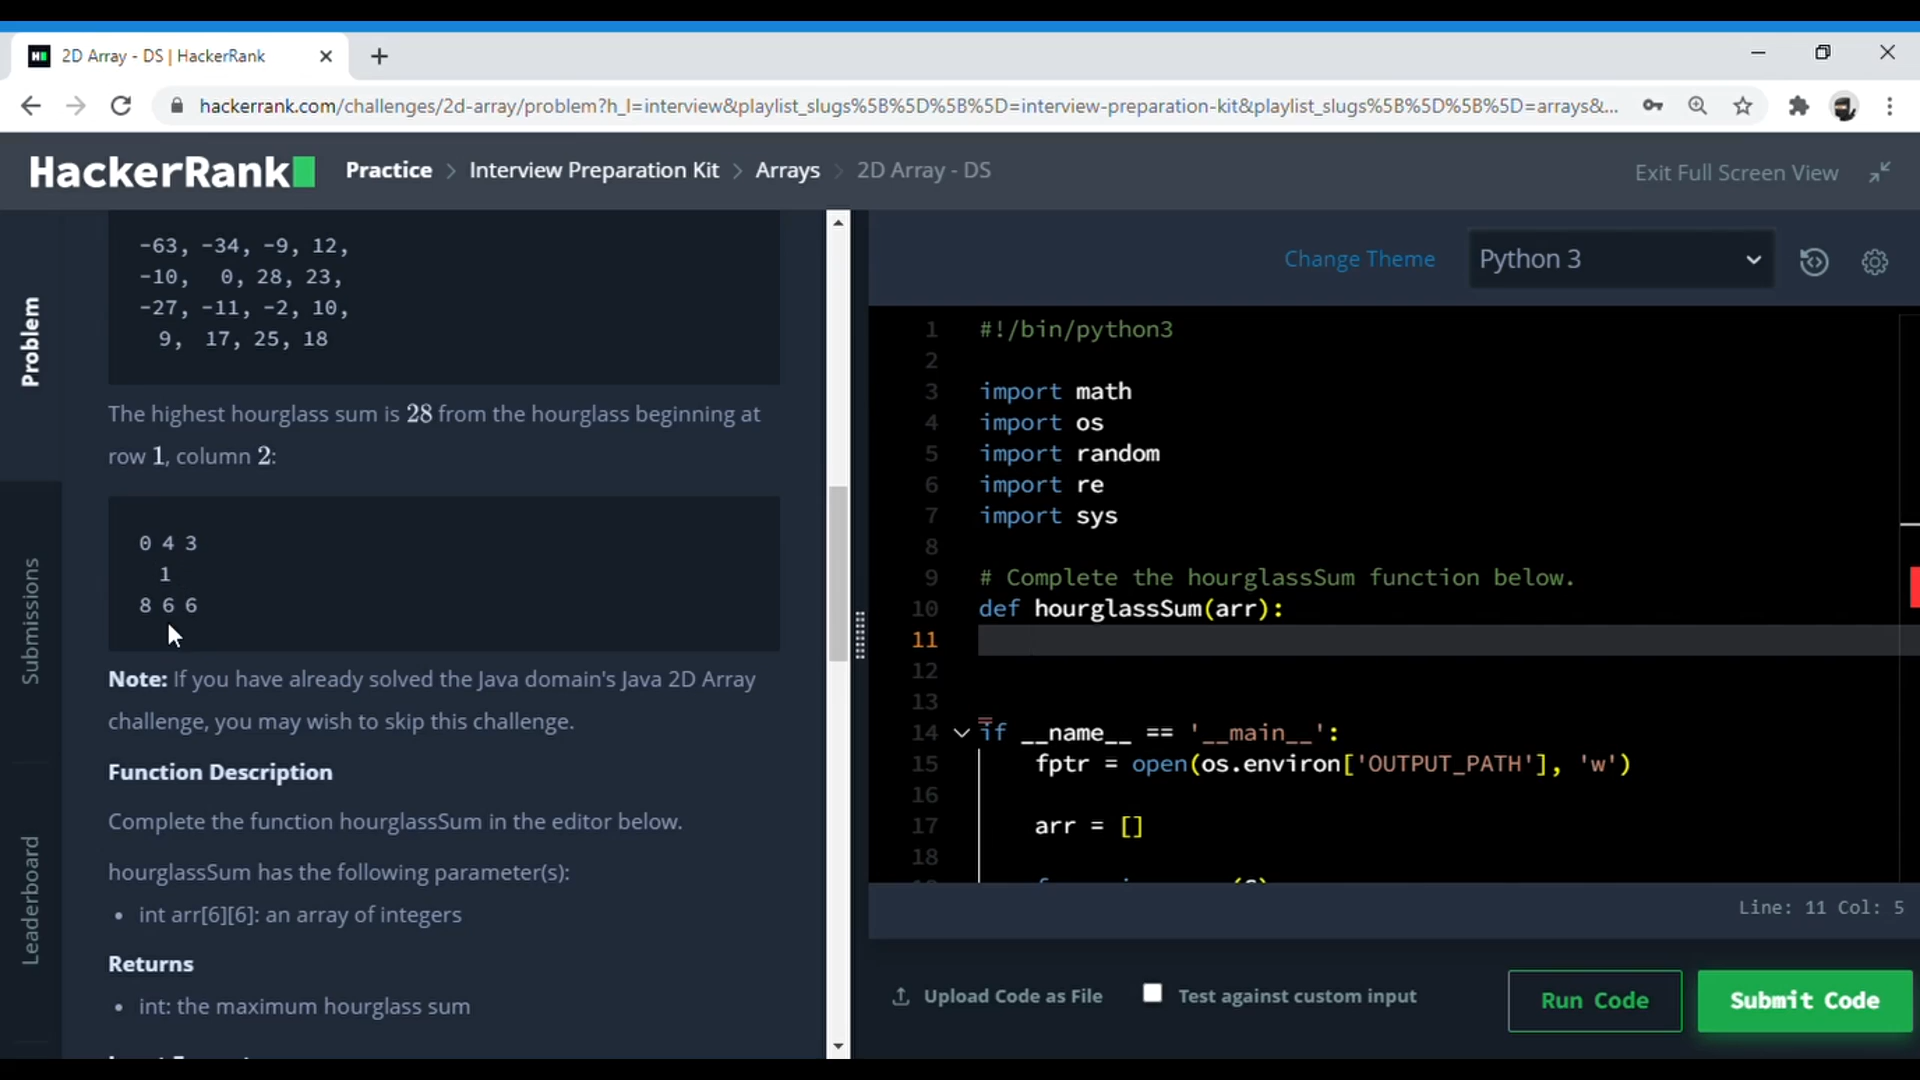 2D Array - DS | HackerRank
hackerrank.com/challenges/2d-array/problem?h_l=interview&playlist_slugs%5B%5D%5B%5D=interview-preparation-kit&playlist_slugs%5B%5D%5B%5D=arrays&...
HackerRank
Practice > Interview Preparation Kit > Arrays > 2D Array - DS
Exit Full Screen View
Problem
Submissions
Leaderboard
-63, -34, -9, 12,
-10, 0, 28, 23,
-27, -11, -2, 10,
9, 17, 25, 18
The highest hourglass sum is 28 from the hourglass beginning at
row 1, column 2:
0 4 3
1
8 6 6
Note: If you have already solved the Java domain's Java 2D Array
challenge, you may wish to skip this challenge.
Function Description
Complete the function hourglassSum in the editor below.
hourglassSum has the following parameter(s):
• int arr[6][6]: an array of integers
Returns
• int: the maximum hourglass sum
Change Theme
Python 3
1 #!/bin/python3
2
3 import math
4 import os
5 import random
6 import re
7 import sys
8
9 # Complete the hourglassSum function below.
10 def hourglassSum(arr):
11
12
13
14 if __name__ == '__main__':
15 fptr = open(os.environ['OUTPUT_PATH'], 'w')
16
17 arr = []
18
Line: 11 Col: 5
Upload Code as File
Test against custom input
Run Code
Submit Code